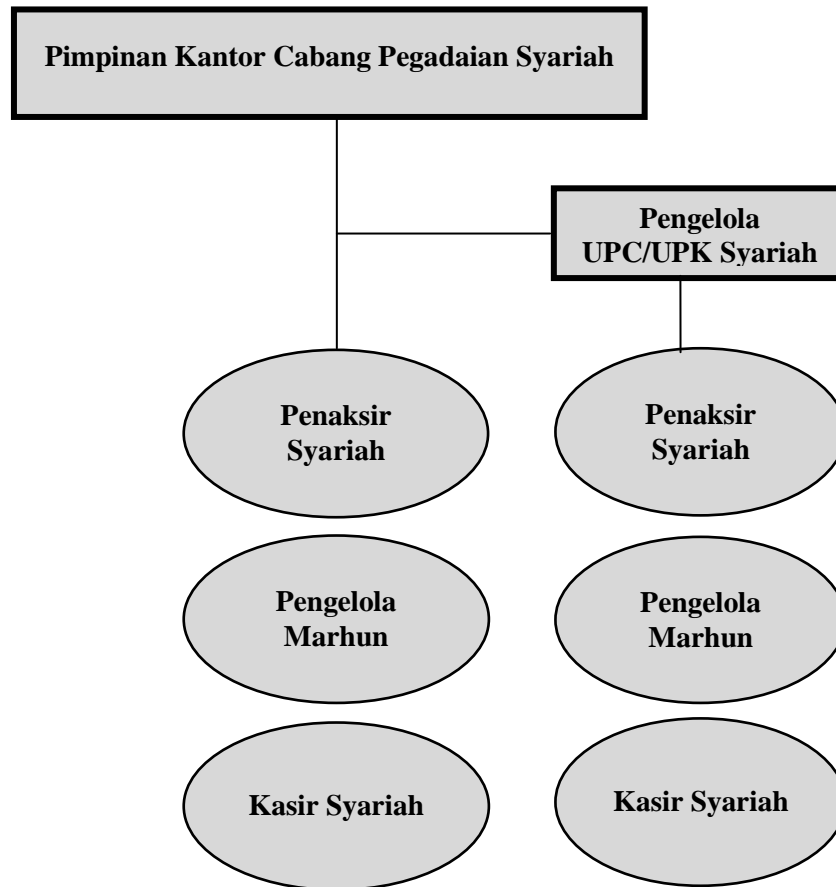 Pimpinan Kantor Cabang Pegadaian Syariah
Pengelola
UPC/UPK Syariah
Penaksir
Syariah
Penaksir
Syariah
Pengelola
Marhun
Pengelola
Marhun
Kasir Syariah
Kasir Syariah